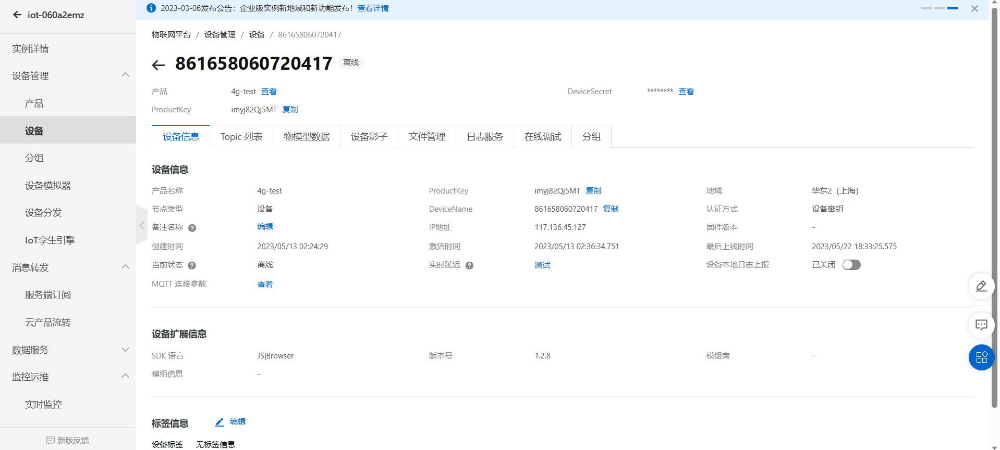 iot-060a2emz
实例详情
设备管理
产品
设备
分组
设备模拟器
设备分发
IoT孪生引擎
消息转发
服务端订阅
云产品流转
数据服务
监控运维
实时监控
新版反馈
2023-03-06发布公告：企业版实例新地域和新功能发布！查看详情
物联网平台 / 设备管理 / 设备 / 861658060720417
861658060720417 离线
产品 4g-test 查看 DeviceSecret ******** 查看
ProductKey imyj82Qj5MT 复制
设备信息 Topic 列表 物模型数据 设备影子 文件管理 日志服务 在线调试 分组
设备信息
产品名称 4g-test ProductKey imyj82Qj5MT 复制 地域 华东2（上海）
节点类型 设备 DeviceName 861658060720417 复制 认证方式 设备密钥
备注名称 编辑 IP地址 117.136.45.127 固件版本 -
创建时间 2023/05/13 02:24:29 激活时间 2023/05/13 02:36:34.751 最后上线时间 2023/05/22 18:33:25.575
当前状态 离线 实时延迟 测试 设备本地日志上报 已关闭
MQTT 连接参数 查看
设备扩展信息
SDK 语言 JS|Browser 版本号 1.2.8 模组商 -
模组信息 -
标签信息 编辑
设备标签 无标签信息